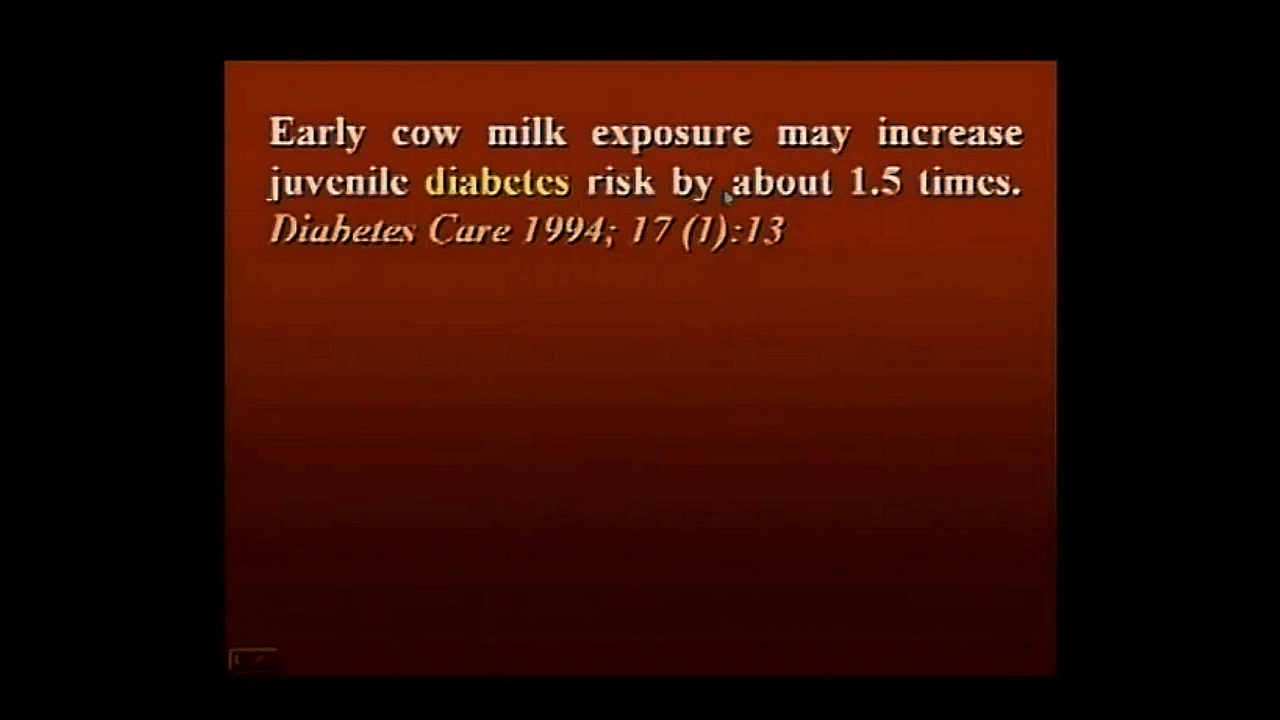 Early cow milk exposure may increase
juvenile diabetes risk by about 1.5 times.
Diabetes Care 1994; 17 (1):13